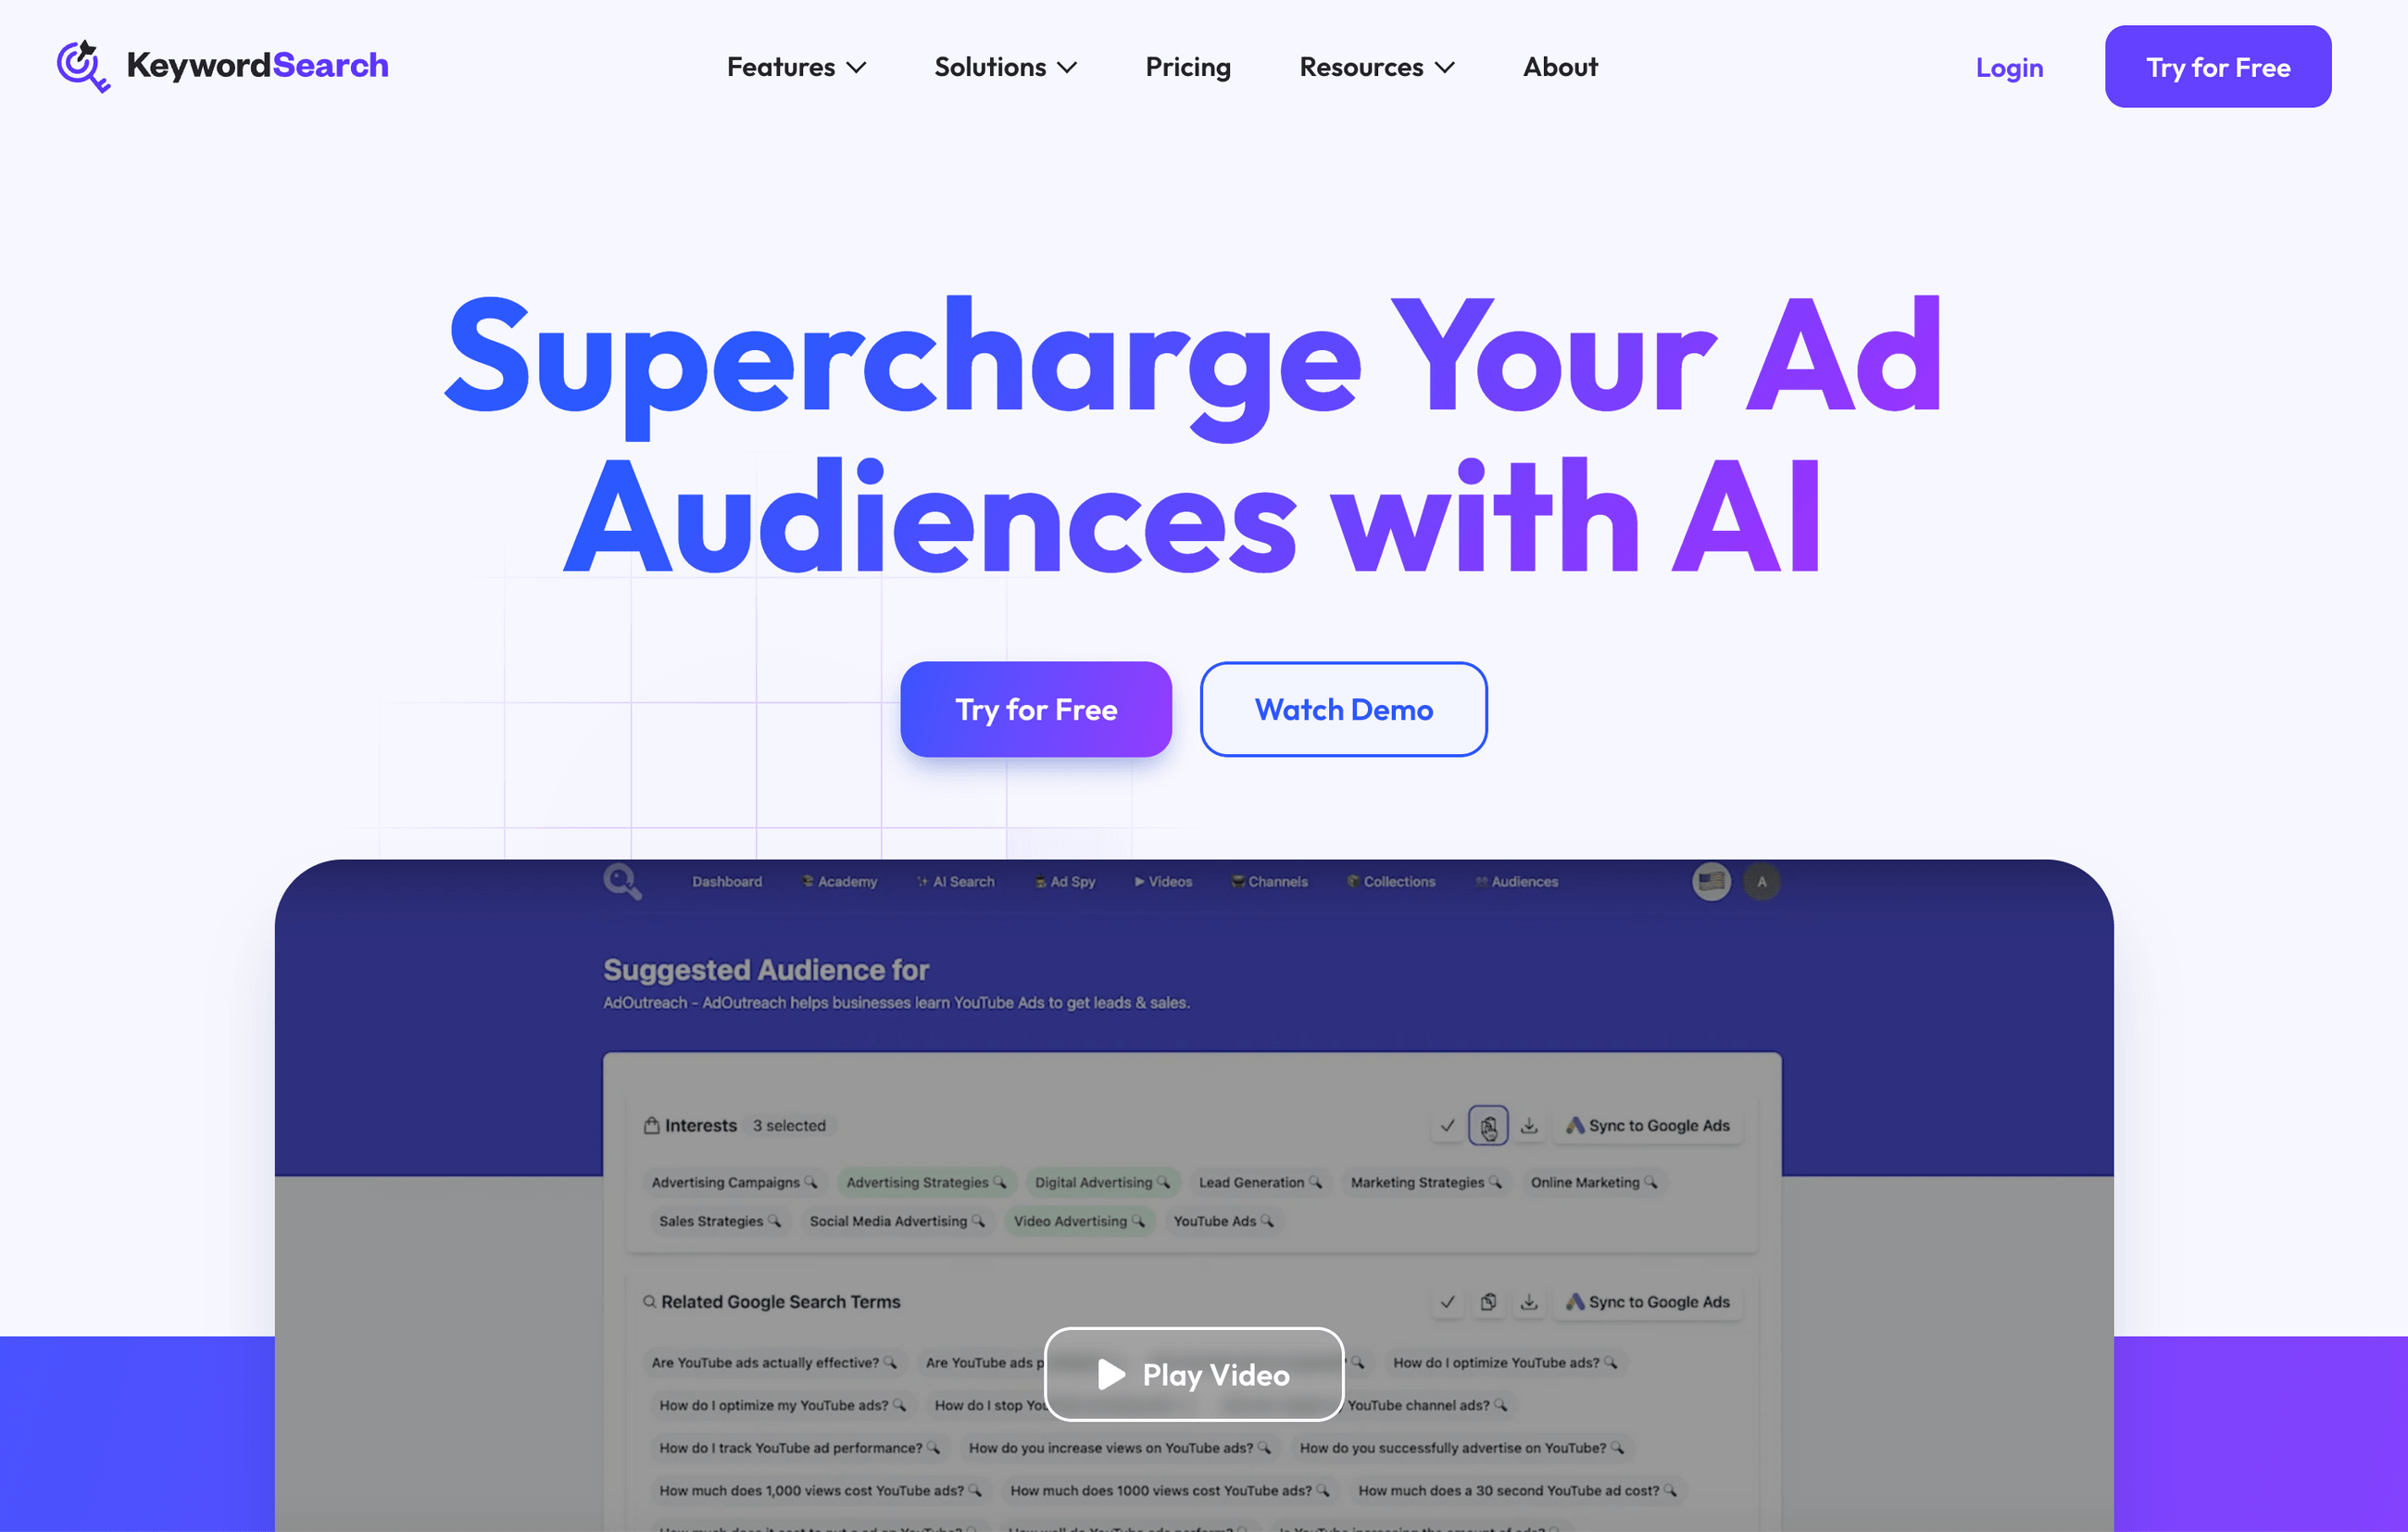 KeywordSearch
Features Solutions Pricing Resources About Login Try for Free
Supercharge Your Ad
Audiences with AI
Try for Free Watch Demo
Dashboard Academy AI Search Ad Spy Videos Channels Collections Audiences A
Suggested Audience for
AdOutreach - AdOutreach helps businesses learn YouTube Ads to get leads & sales.
Interests 3 selected Sync to Google Ads
Advertising Campaigns Advertising Strategies Digital Advertising Lead Generation Marketing Strategies Online Marketing
Sales Strategies Social Media Advertising Video Advertising YouTube Ads
Related Google Search Terms Sync to Google Ads
Are YouTube ads actually effective? Are YouTube ads How do I optimize YouTube ads?
Play Video
How do I optimize my YouTube ads? How do I stop YouTube channel ads?
How do I track YouTube ad performance? How do you increase views on YouTube ads? How do you successfully advertise on YouTube?
How much does 1,000 views cost YouTube ads? How much does 1000 views cost YouTube ads? How much does a 30 second YouTube ad cost?